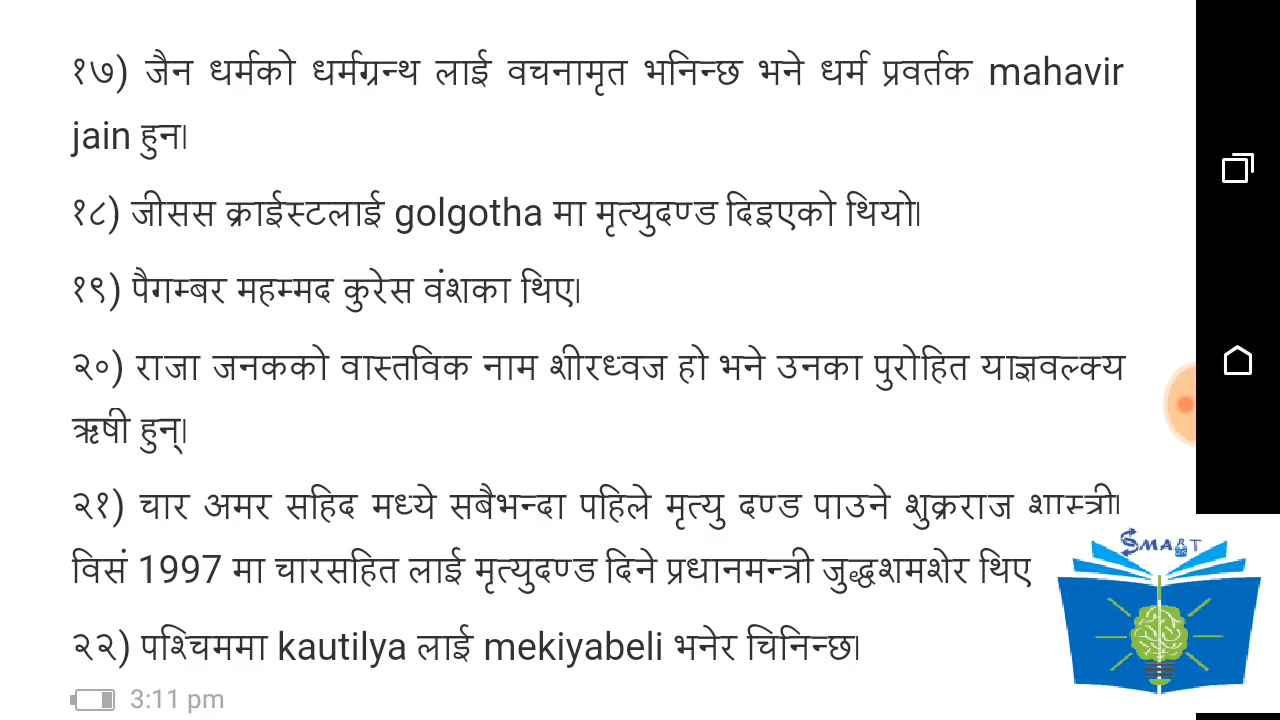 १७) जैन धर्मको धर्मग्रन्थ लाई वचनामृत भनिन्छ भने धर्म प्रवर्तक mahavir
jain हुन।
१८) जीसस क्राईस्टलाई golgotha मा मृत्युदण्ड दिइएको थियो।
१९) पैगम्बर महम्मद कुरेस वंशका थिए।
२०) राजा जनकको वास्तविक नाम शीरध्वज हो भने उनका पुरोहित याज्ञवल्क्य
ऋषी हुन्।
२१) चार अमर सहिद मध्ये सबैभन्दा पहिले मृत्यु दण्ड पाउने शुक्रराज शास्त्री।
विसं 1997 मा चारसहित लाई मृत्युदण्ड दिने प्रधानमन्त्री जुद्धशमशेर थिए
२२) पश्चिममा kautilya लाई mekiyabeli भनेर चिनिन्छ।
3:11 pm